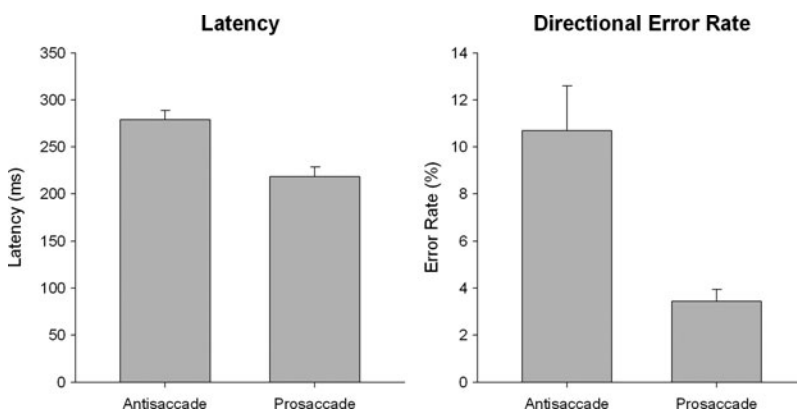 Latency
Latency (ms)
350
300
250
200
150
100
50
0
Antisaccade
Prosaccade
Directional Error Rate
Error Rate (%)
14
12
10
8
6
4
2
0
Antisaccade
Prosaccade